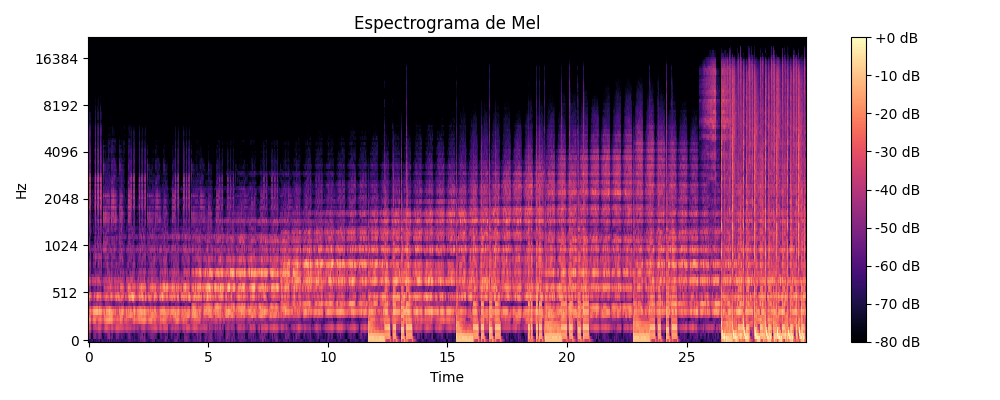 Espectrograma de Mel
Hz
16384
8192
4096
2048
1024
512
0
0 5 10 15 20 25
Time
+0 dB
-10 dB
-20 dB
-30 dB
-40 dB
-50 dB
-60 dB
-70 dB
-80 dB